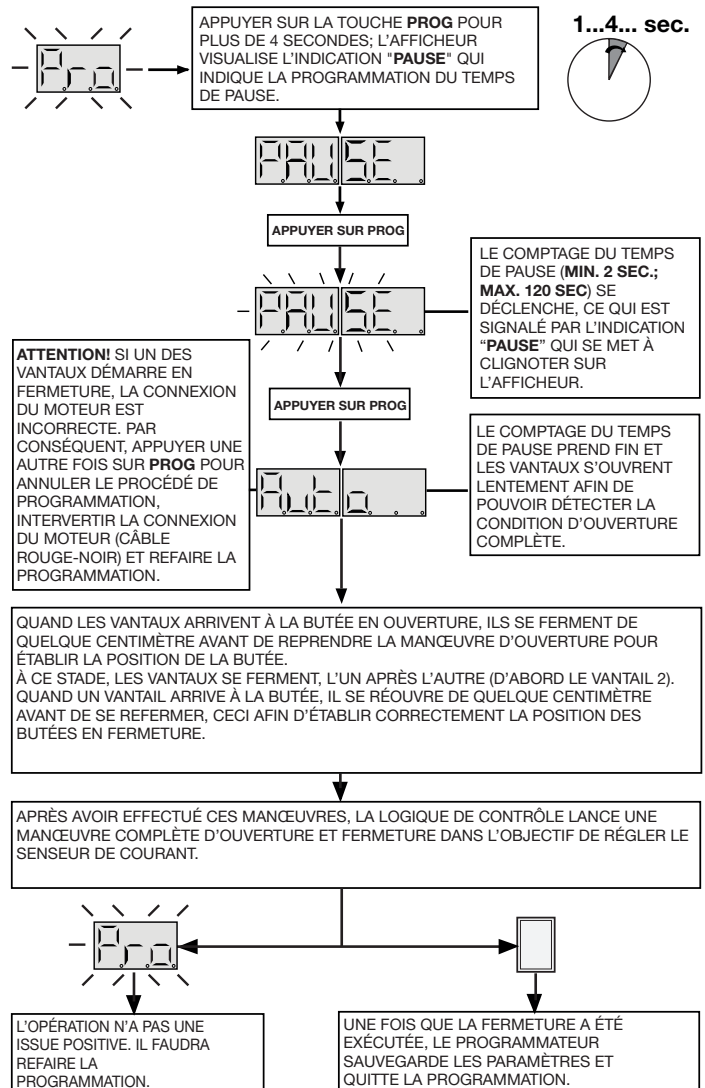 Pro
APPUYER SUR LA TOUCHE PROG POUR
PLUS DE 4 SECONDES; L'AFFICHEUR
VISUALISE L'INDICATION "PAUSE" QUI
INDIQUE LA PROGRAMMATION DU TEMPS
DE PAUSE.
1...4... sec.
PAUSE
APPUYER SUR PROG
PAUSE
LE COMPTAGE DU TEMPS
DE PAUSE (MIN. 2 SEC.;
MAX. 120 SEC) SE
DÉCLENCHE, CE QUI EST
SIGNALÉ PAR L'INDICATION
“PAUSE” QUI SE MET À
CLIGNOTER SUR
L'AFFICHEUR.
ATTENTION! SI UN DES
VANTAUX DÉMARRE EN
FERMETURE, LA CONNEXION
DU MOTEUR EST
INCORRECTE. PAR
CONSÉQUENT, APPUYER UNE
AUTRE FOIS SUR PROG POUR
ANNULER LE PROCÉDÉ DE
PROGRAMMATION,
INTERVERTIR LA CONNEXION
DU MOTEUR (CÂBLE
ROUGE-NOIR) ET REFAIRE LA
PROGRAMMATION.
APPUYER SUR PROG
Auto
LE COMPTAGE DU TEMPS
DE PAUSE PREND FIN ET
LES VANTAUX S'OUVRENT
LENTEMENT AFIN DE
POUVOIR DÉTECTER LA
CONDITION D'OUVERTURE
COMPLÈTE.
QUAND LES VANTAUX ARRIVENT À LA BUTÉE EN OUVERTURE, ILS SE FERMENT DE
QUELQUE CENTIMÈTRE AVANT DE REPRENDRE LA MANŒUVRE D'OUVERTURE POUR
ÉTABLIR LA POSITION DE LA BUTÉE.
À CE STADE, LES VANTAUX SE FERMENT, L'UN APRÈS L'AUTRE (D'ABORD LE VANTAIL 2).
QUAND UN VANTAIL ARRIVE À LA BUTÉE, IL SE RÉOUVRE DE QUELQUE CENTIMÈTRE
AVANT DE SE REFERMER, CECI AFIN D'ÉTABLIR CORRECTEMENT LA POSITION DES
BUTÉES EN FERMETURE.
APRÈS AVOIR EFFECTUÉ CES MANŒUVRES, LA LOGIQUE DE CONTRÔLE LANCE UNE
MANŒUVRE COMPLÈTE D'OUVERTURE ET FERMETURE DANS L'OBJECTIF DE RÉGLER LE
SENSEUR DE COURANT.
Pro
L'OPÉRATION N'A PAS UNE
ISSUE POSITIVE. IL FAUDRA
REFAIRE LA
PROGRAMMATION.
UNE FOIS QUE LA FERMETURE A ÉTÉ
EXÉCUTÉE, LE PROGRAMMATEUR
SAUVEGARDE LES PARAMÈTRES ET
QUITTE LA PROGRAMMATION.